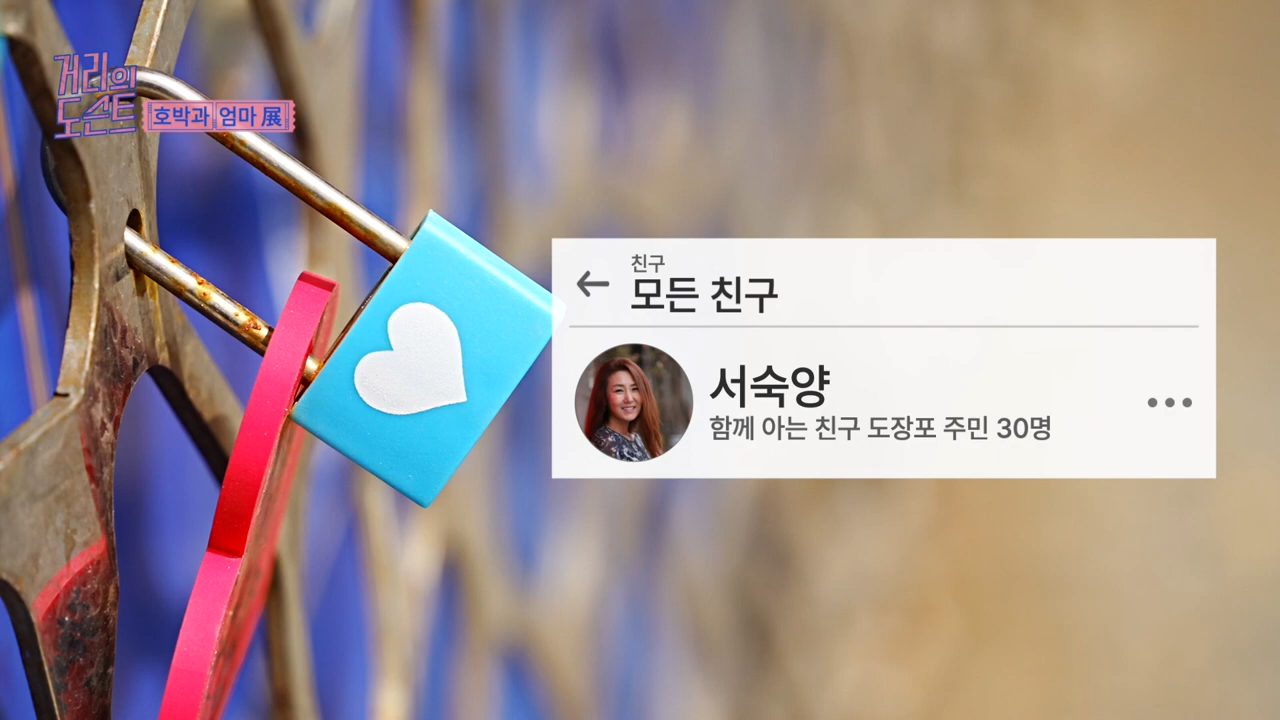 거리의
도슨트
호박과 엄마 展
친구
모든 친구
서숙양
함께 아는 친구 도장포 주민 30명